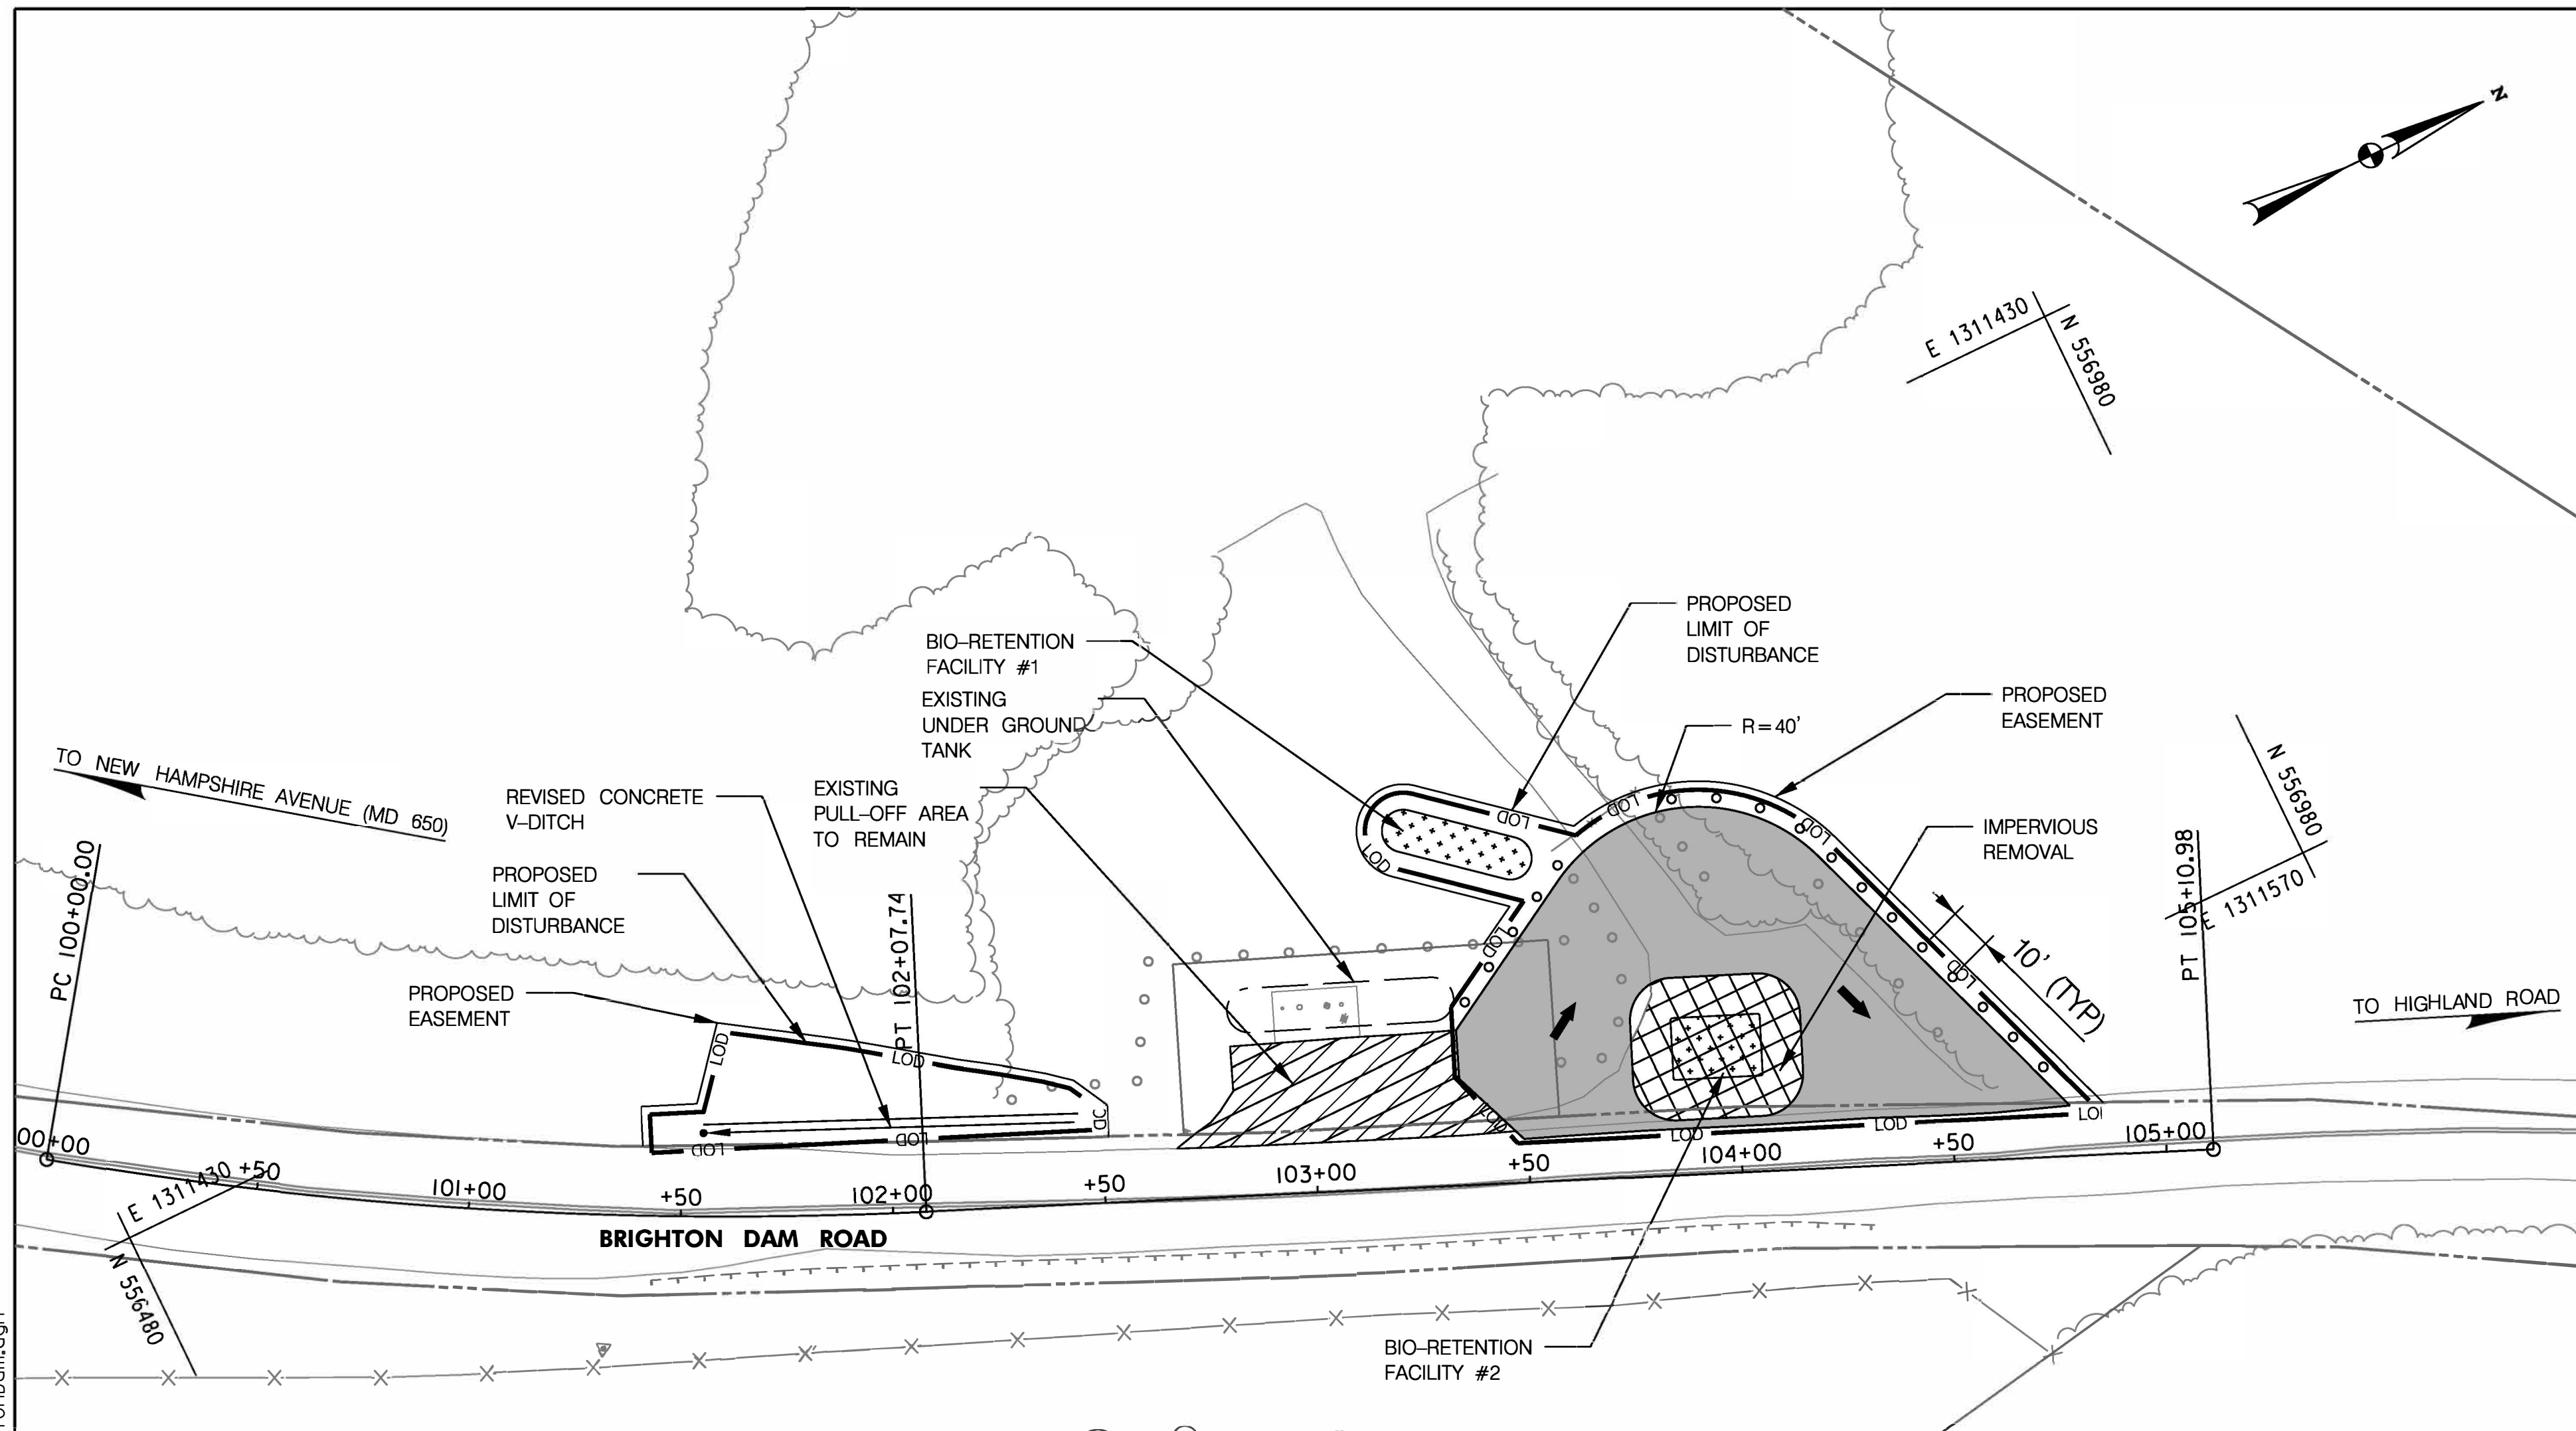 N
E 1311430
N 556980
PROPOSED
LIMIT OF
DISTURBANCE
BIO-RETENTION
FACILITY #1
PROPOSED
EASEMENT
EXISTING
UNDER GROUND
TANK
R=40'
TO NEW HAMPSHIRE AVENUE (MD 650)
REVISED CONCRETE
V-DITCH
EXISTING
PULL-OFF AREA
TO REMAIN
IMPERVIOUS
REMOVAL
N 556980
E 1311570
PROPOSED
LIMIT OF
DISTURBANCE
PC 100+00.00
PT 102+07.74
PT 105+10.98
10' (TYP)
PROPOSED
EASEMENT
TO HIGHLAND ROAD
LOD
LOD
LOD
LOD
LOD
LOD
LOD
LOD
LOD
LOD
LOD
LOD
LOD
00+00
+50
101+00
+50
102+00
+50
103+00
+50
104+00
+50
105+00
E 1311430
N 556480
BRIGHTON DAM ROAD
BIO-RETENTION
FACILITY #2